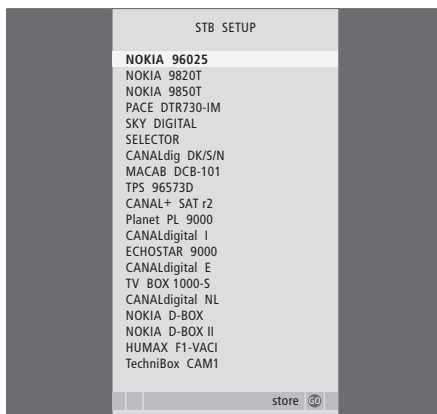 STB SETUP
NOKIA 96025
NOKIA 9820T
NOKIA 9850T
PACE DTR730-IM
SKY DIGITAL
SELECTOR
CANALdig DK/S/N
MACAB DCB-101
TPS 96573D
CANAL+ SAT r2
Planet PL 9000
CANALdigital I
ECHOSTAR 9000
CANALdigital E
TV BOX 1000-S
CANALdigital NL
NOKIA D-BOX
NOKIA D-BOX II
HUMAX F1-VACI
TechniBox CAM1
store GO